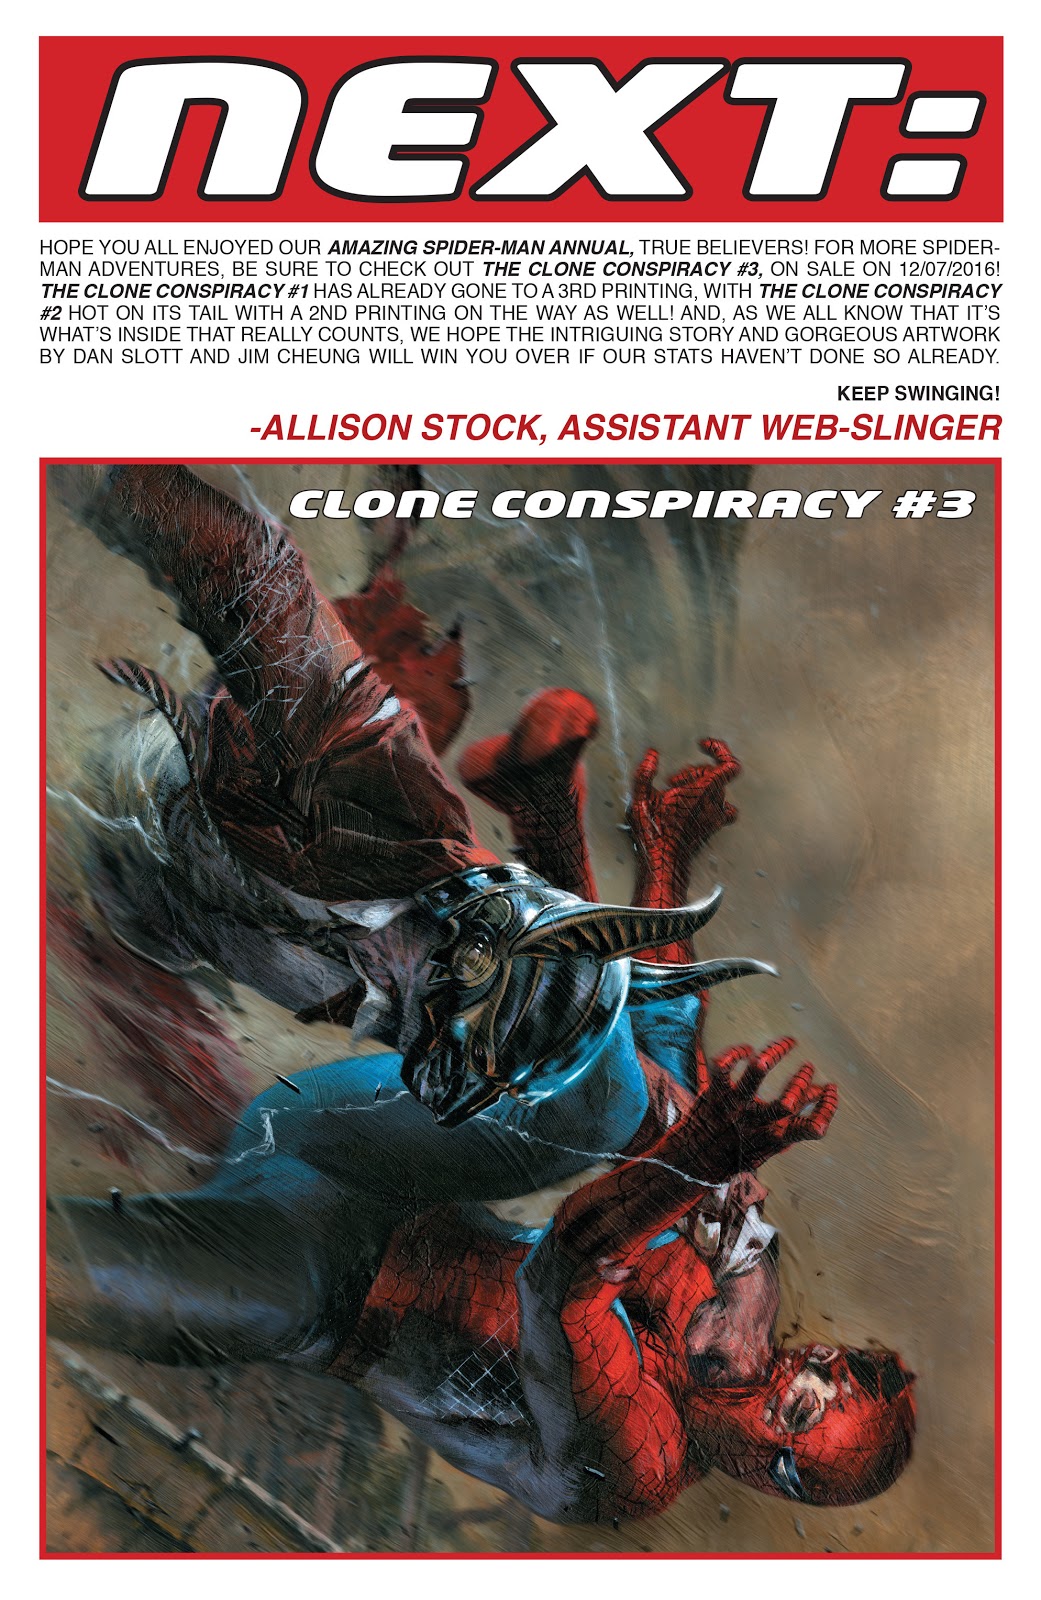 NEXT:
HOPE YOU ALL ENJOYED OUR AMAZING SPIDER-MAN ANNUAL, TRUE BELIEVERS! FOR MORE SPIDER-
MAN ADVENTURES, BE SURE TO CHECK OUT THE CLONE CONSPIRACY #3, ON SALE ON 12/07/2016!
THE CLONE CONSPIRACY #1 HAS ALREADY GONE TO A 3RD PRINTING, WITH THE CLONE CONSPIRACY
#2 HOT ON ITS TAIL WITH A 2ND PRINTING ON THE WAY AS WELL! AND, AS WE ALL KNOW THAT IT'S
WHAT'S INSIDE THAT REALLY COUNTS, WE HOPE THE INTRIGUING STORY AND GORGEOUS ARTWORK
BY DAN SLOTT AND JIM CHEUNG WILL WIN YOU OVER IF OUR STATS HAVEN'T DONE SO ALREADY.
KEEP SWINGING!
-ALLISON STOCK, ASSISTANT WEB-SLINGER
CLONE CONSPIRACY #3